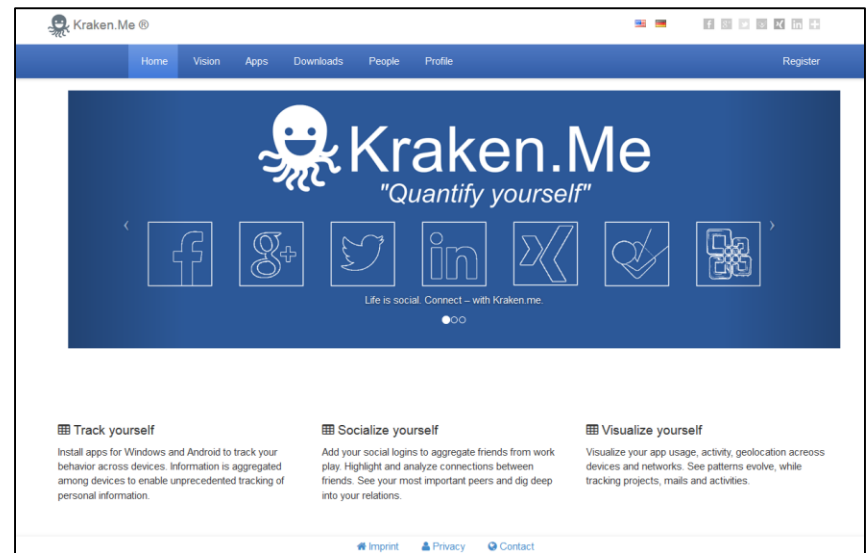 Kraken.Me ®
Home Vision Apps Downloads People Profile Register
Kraken.Me
"Quantify yourself"
Life is social. Connect – with Kraken.me.
Track yourself
Install apps for Windows and Android to track your
behavior across devices. Information is aggregated
among devices to enable unprecedented tracking of
personal information.
Socialize yourself
Add your social logins to aggregate friends from work
play. Highlight and analyze connections between
friends. See your most important peers and dig deep
into your relations.
Visualize yourself
Visualize your app usage, activity, geolocation acreoss
devices and networks. See patterns evolve, while
tracking projects, mails and activities.
Imprint Privacy Contact